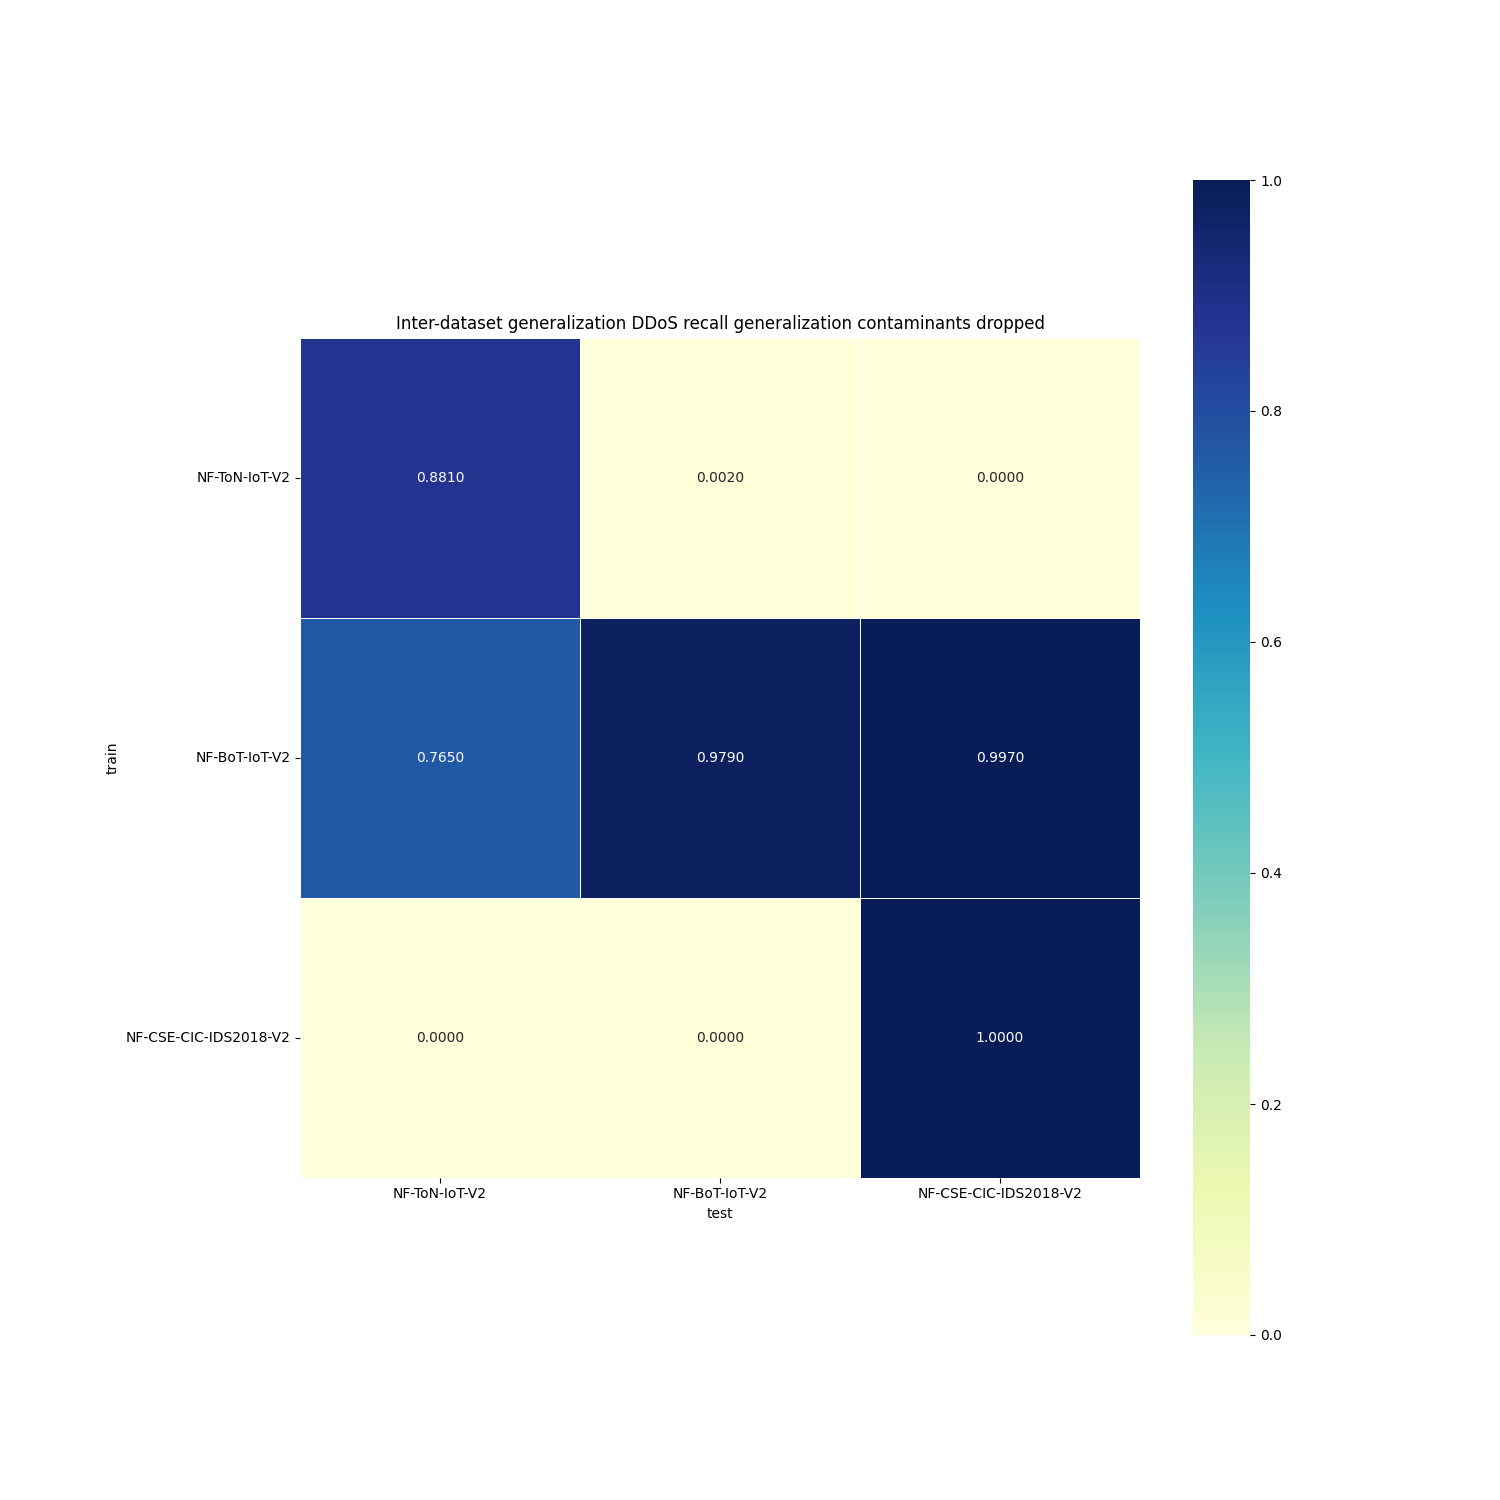 Inter-dataset generalization DDoS recall generalization contaminants dropped
train
NF-ToN-IoT-V2
0.8810 0.0020 0.0000
NF-BoT-IoT-V2
0.7650 0.9790 0.9970
NF-CSE-CIC-IDS2018-V2
0.0000 0.0000 1.0000
NF-ToN-IoT-V2 NF-BoT-IoT-V2 NF-CSE-CIC-IDS2018-V2
test
1.0
0.8
0.6
0.4
0.2
0.0